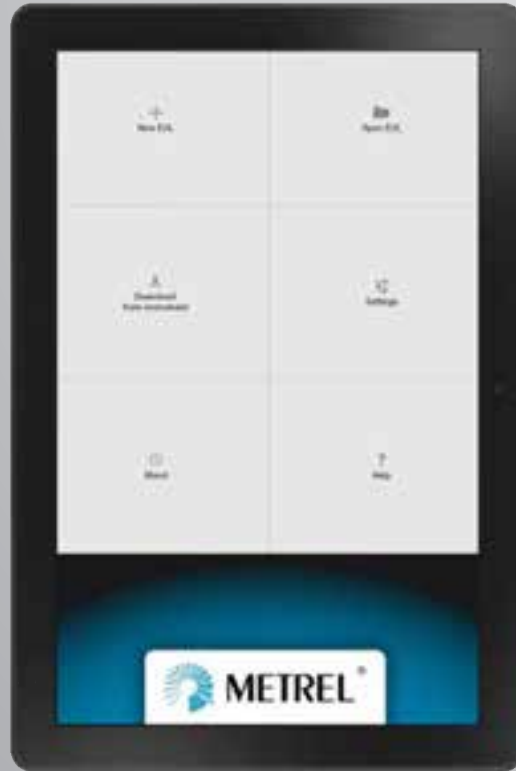 New EVL
Open EVL
Download
from instrument
Settings
About
Help
METREL®